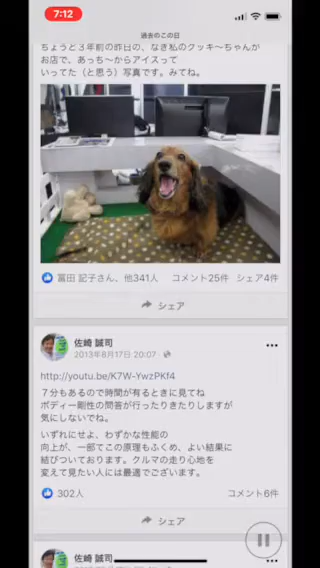 7:12
過去のこの日
ちょうど３年前の昨日の、なき私のクッキ〜ちゃんが
お店で、あっち〜からアイスって
いってた（と思う）写真です。みてね。
冨田 記子さん、他341人 コメント25件 シェア4件
シェア
佐崎 誠司
2013年8月17日 20:07
http://youtu.be/K7W-YwzPKf4
７分もあるので時間が有るときに見てね
ボディー剛性の問答が行ったりきたりしますが
気にしないでね。
いずれにせよ、わずかな性能の
向上が、一部でこの原理もふくめ、よい結果に
結びついております。クルマの走り心地を
変えて見たい人には最適でございます。
302人 コメント6件
シェア
佐崎 誠司